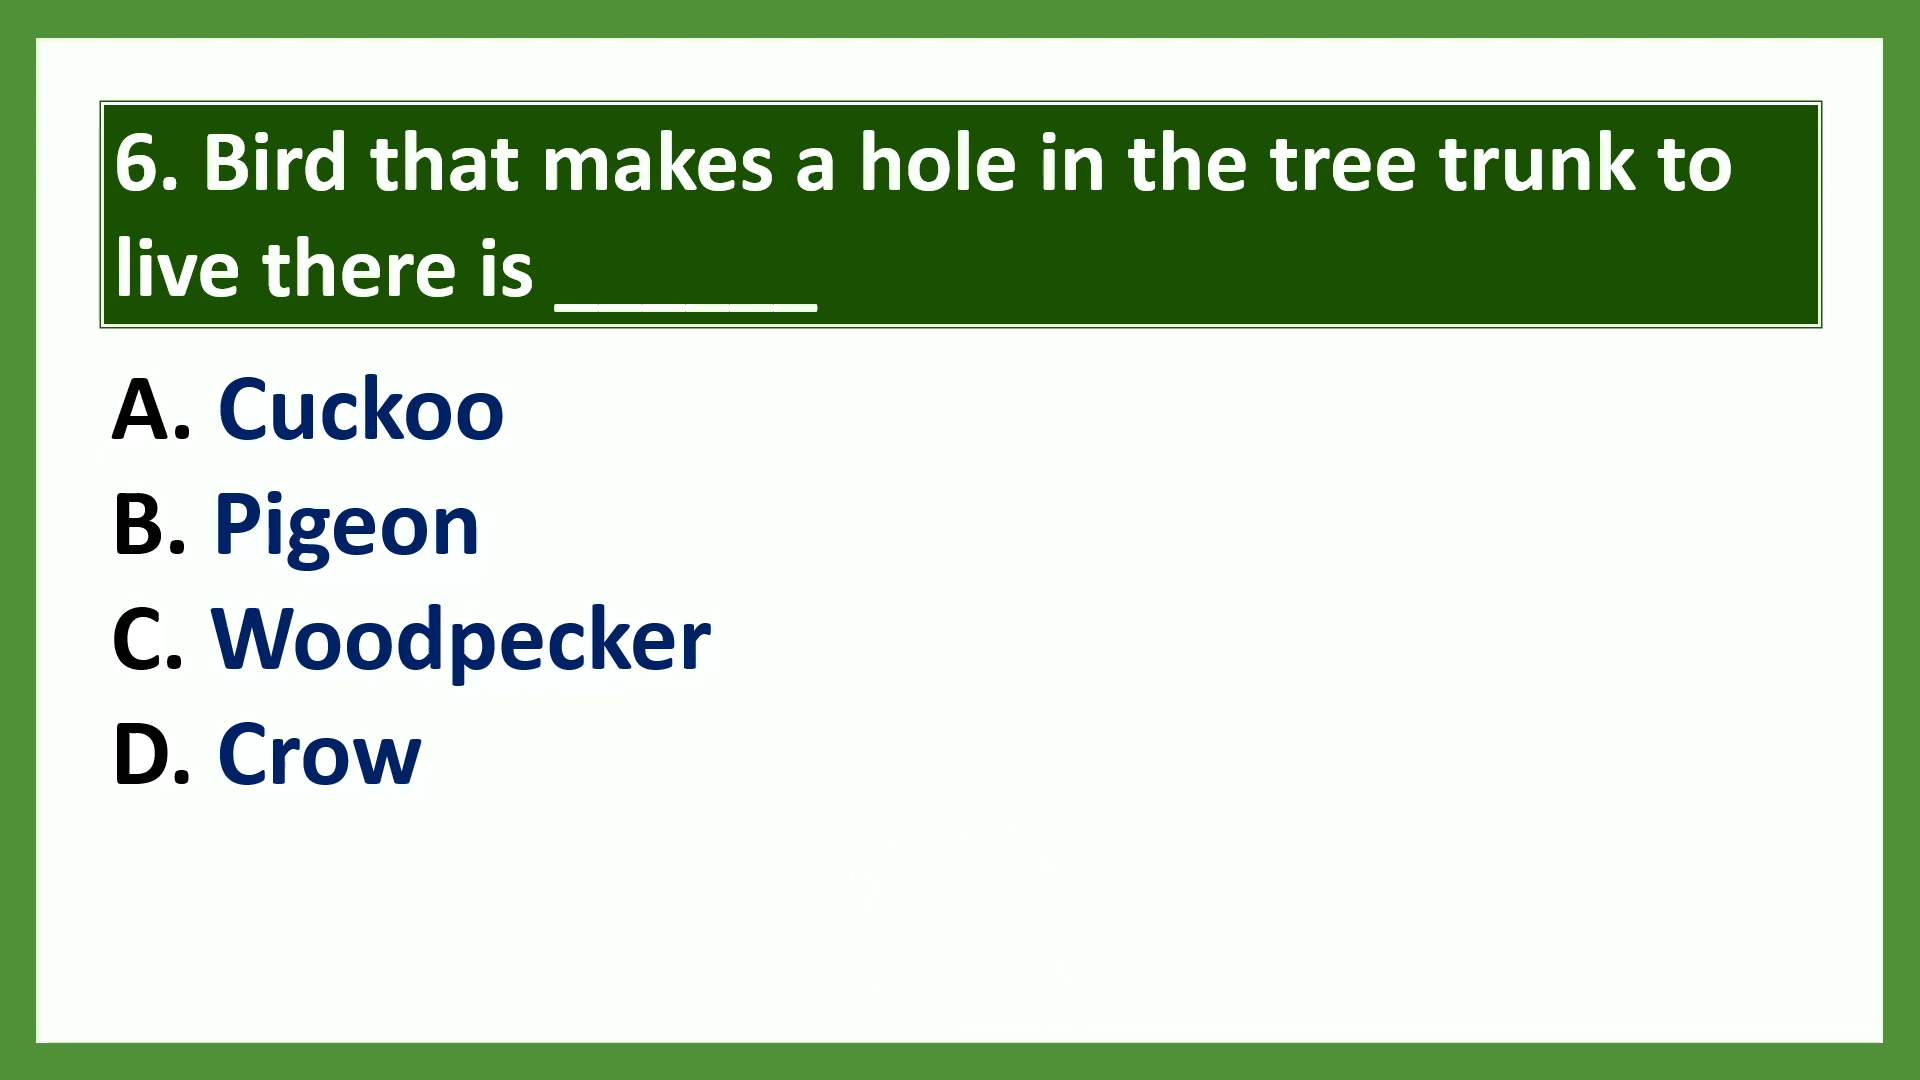 6. Bird that makes a hole in the tree trunk to
live there is ______
A. Cuckoo
B. Pigeon
C. Woodpecker
D. Crow